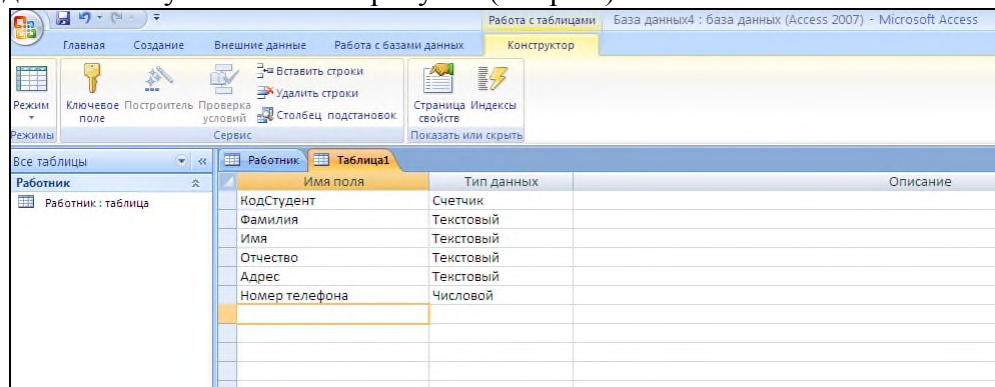 Работа с таблицами База данных4 : база данных (Access 2007) - Microsoft Access
Главная Создание Внешние данные Работа с базами данных Конструктор
Режим
Ключевое поле
Построитель
Проверка условий
Вставить строки
Удалить строки
Столбец подстановок
Страница свойств
Индексы
Режимы Сервис Показать или скрыть
Все таблицы
Работник
Работник : таблица
Работник Таблица1
Имя поля Тип данных Описание
КодСтудент Счетчик
Фамилия Текстовый
Имя Текстовый
Отчество Текстовый
Адрес Текстовый
Номер телефона Числовой